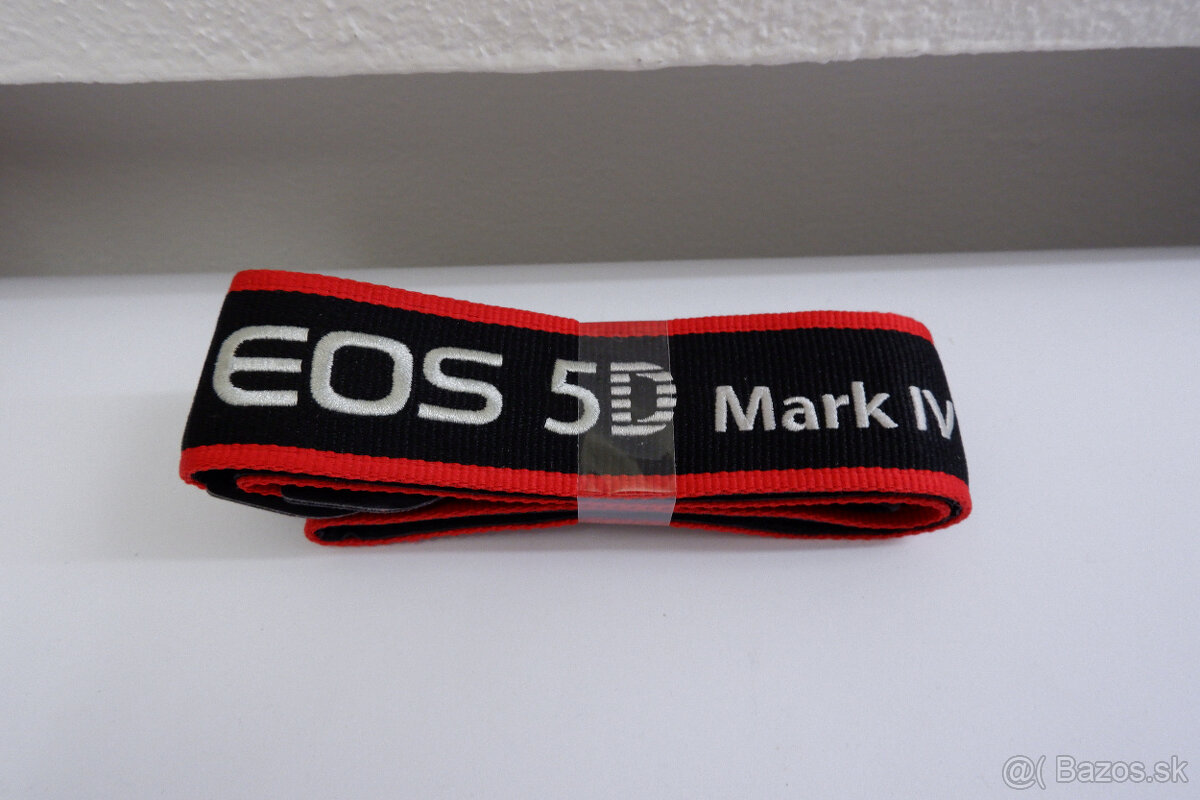 EOS 5D Mark IV
@( Bazos.sk